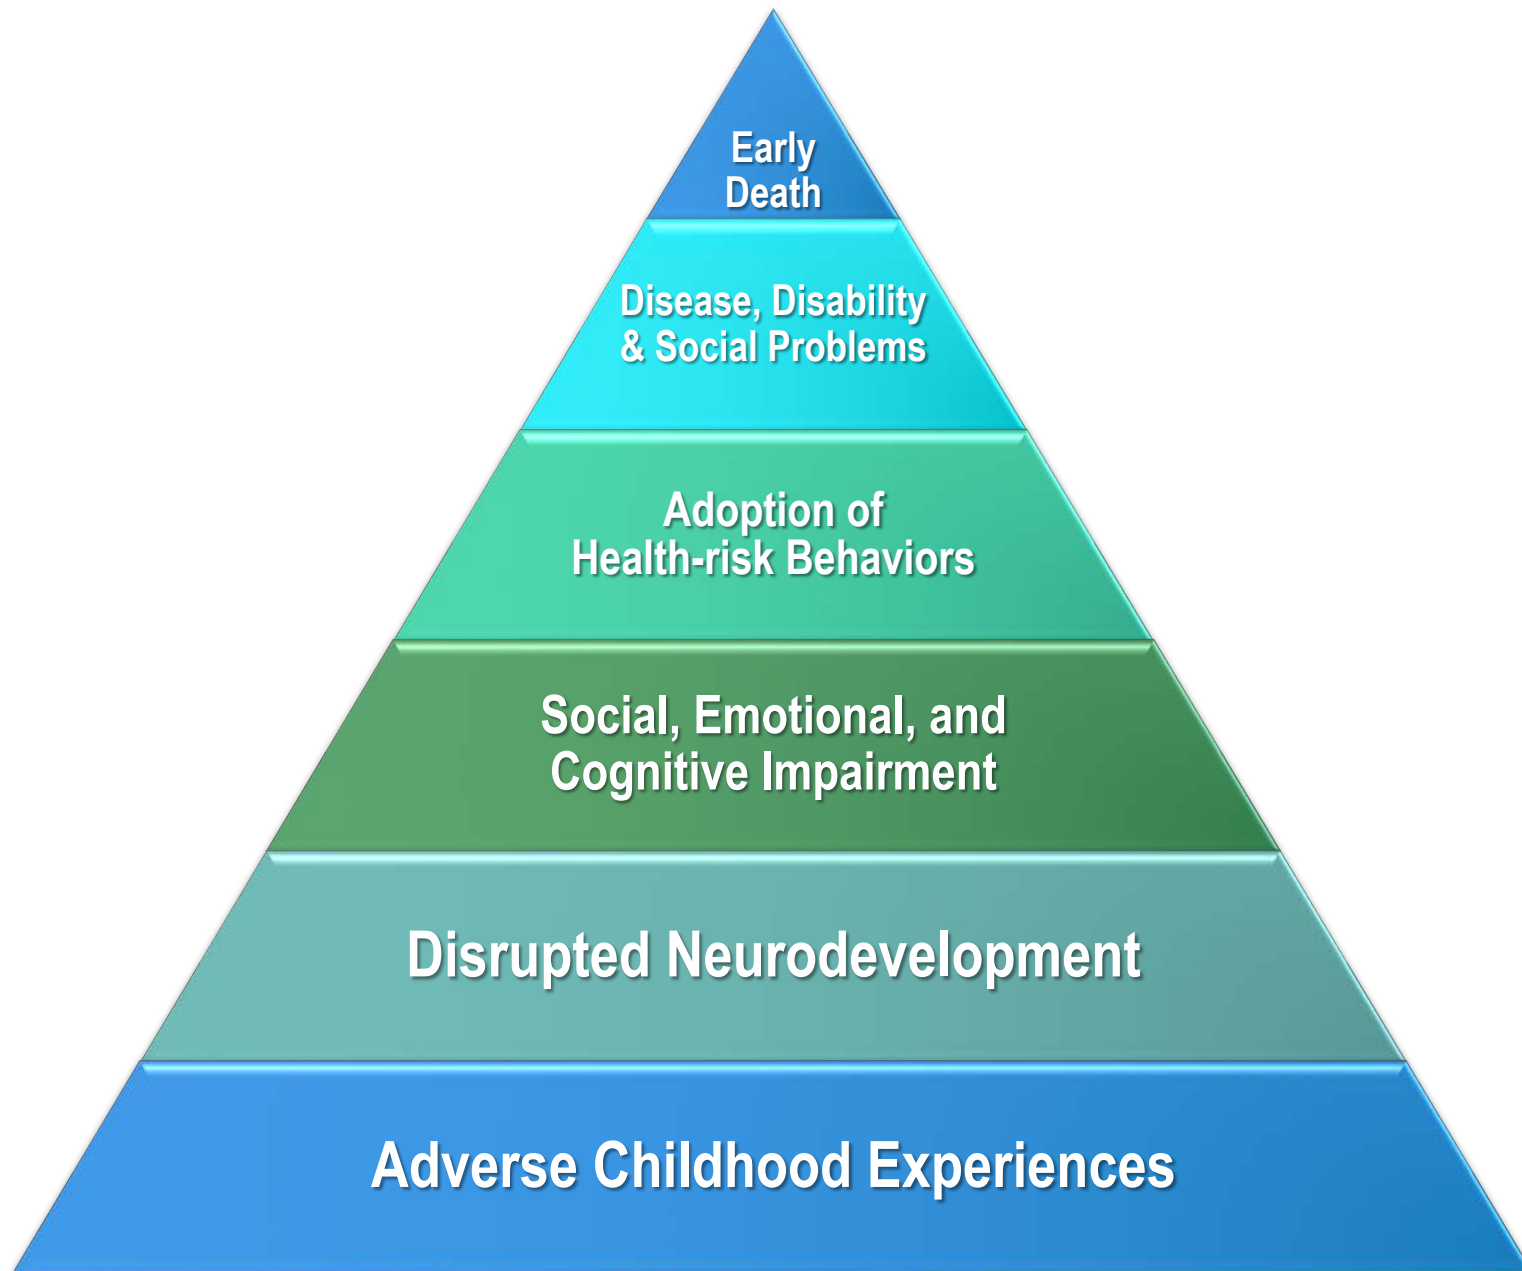 Early
Death
Disease, Disability
& Social Problems
Adoption of
Health-risk Behaviors
Social, Emotional, and
Cognitive Impairment
Disrupted Neurodevelopment
Adverse Childhood Experiences